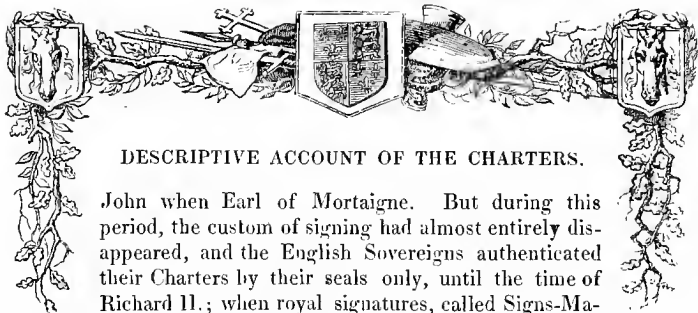 DESCRIPTIVE ACCOUNT OF THE CHARTERS.
John when Earl of Mortaigne. But during this
period, the custom of signing had almost entirely dis-
appeared, and the English Sovereigns authenticated
their Charters by their seals only, until the time of
Richard II.; when royal signatures, called Signs-Ma-